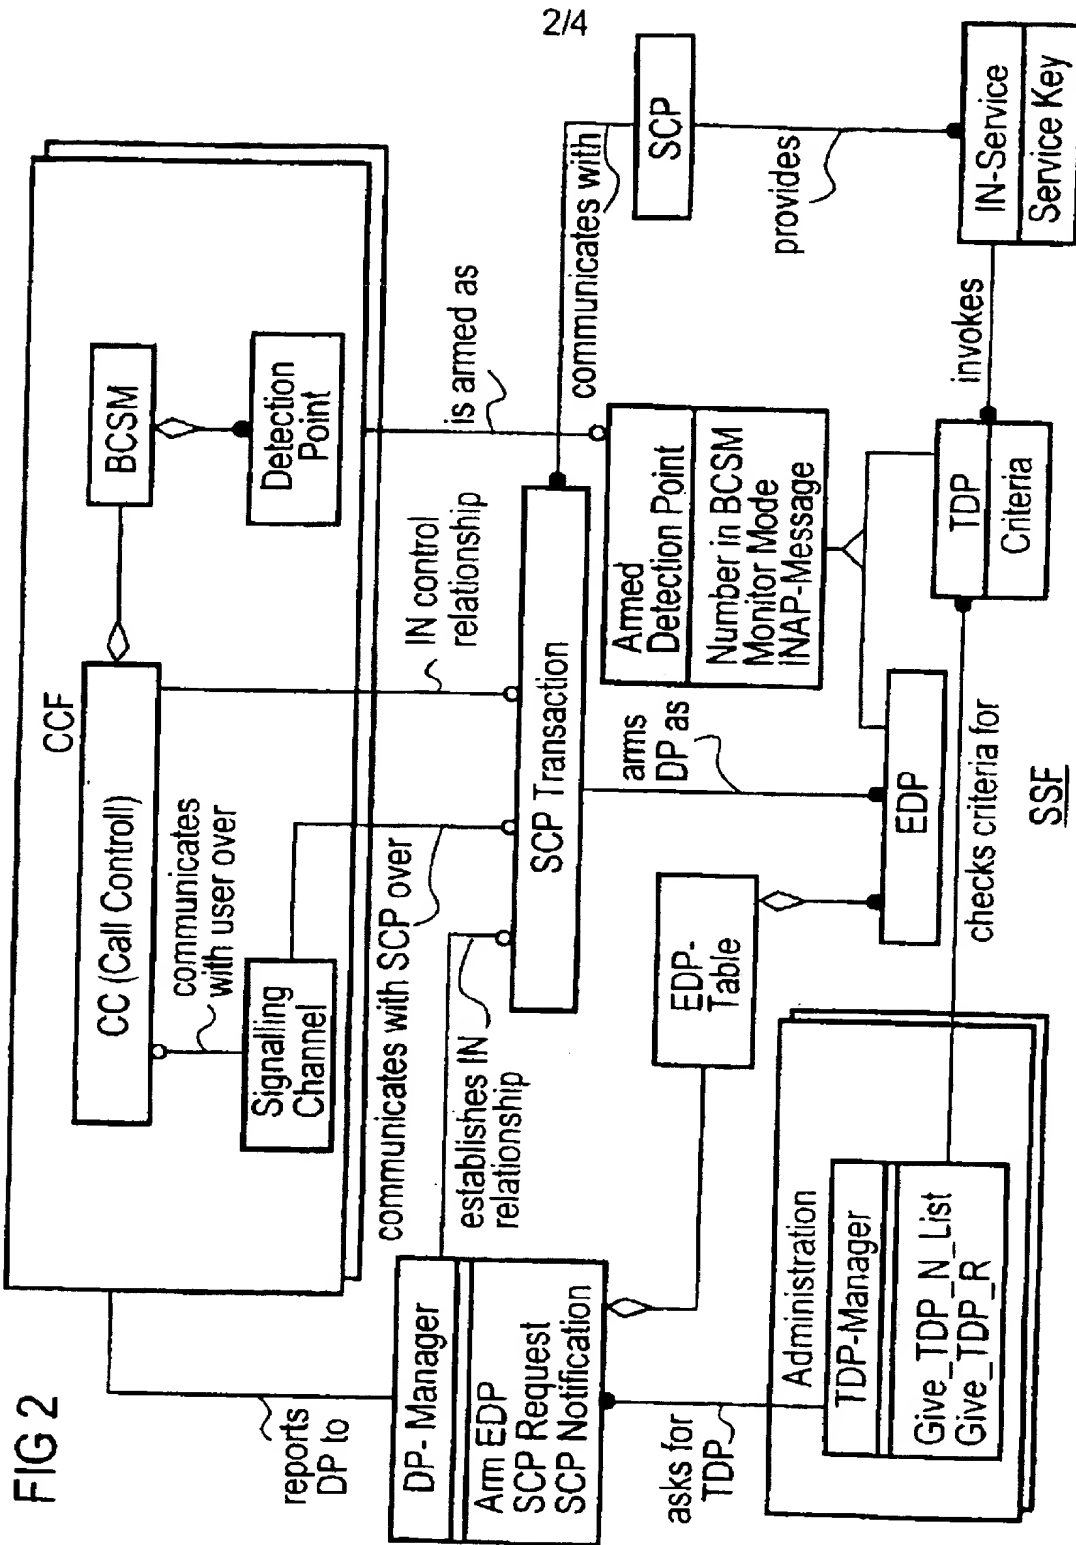 2/4
FIG 2
CCF
CC (Call Controll)
BCSM
communicates
with user over
Signalling
Channel
Detection
Point
reports
DP to
communicates with SCP over
IN control
relationship
is armed as
establishes IN
relationship
communicates with
DP-Manager
Arm EDP
SCP Request
SCP Notification
SCP Transaction
SCP
arms
DP as
Armed
Detection Point
Number in BCSM
Monitor Mode
INAP-Message
provides
EDP-
Table
asks for
TDP
EDP
Administration
TDP-Manager
Give_TDP_N_List
Give_TDP_R
checks criteria for
TDP
Criteria
invokes
IN-Service
Service Key
SSF